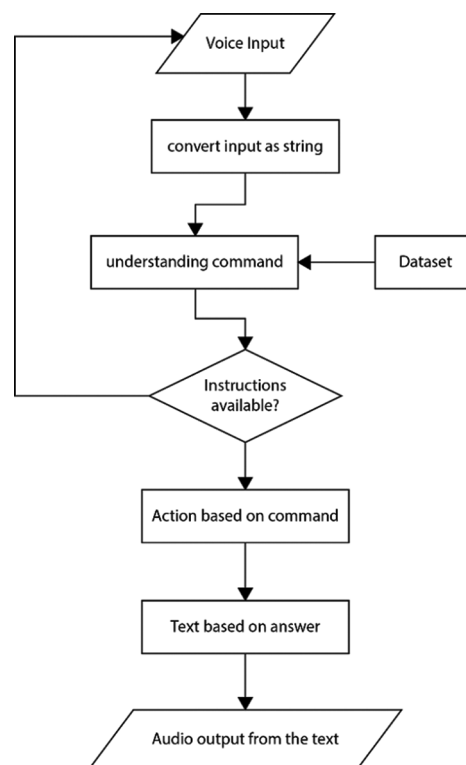 Voice Input
convert input as string
understanding command
Dataset
Instructions
available?
Action based on command
Text based on answer
Audio output from the text